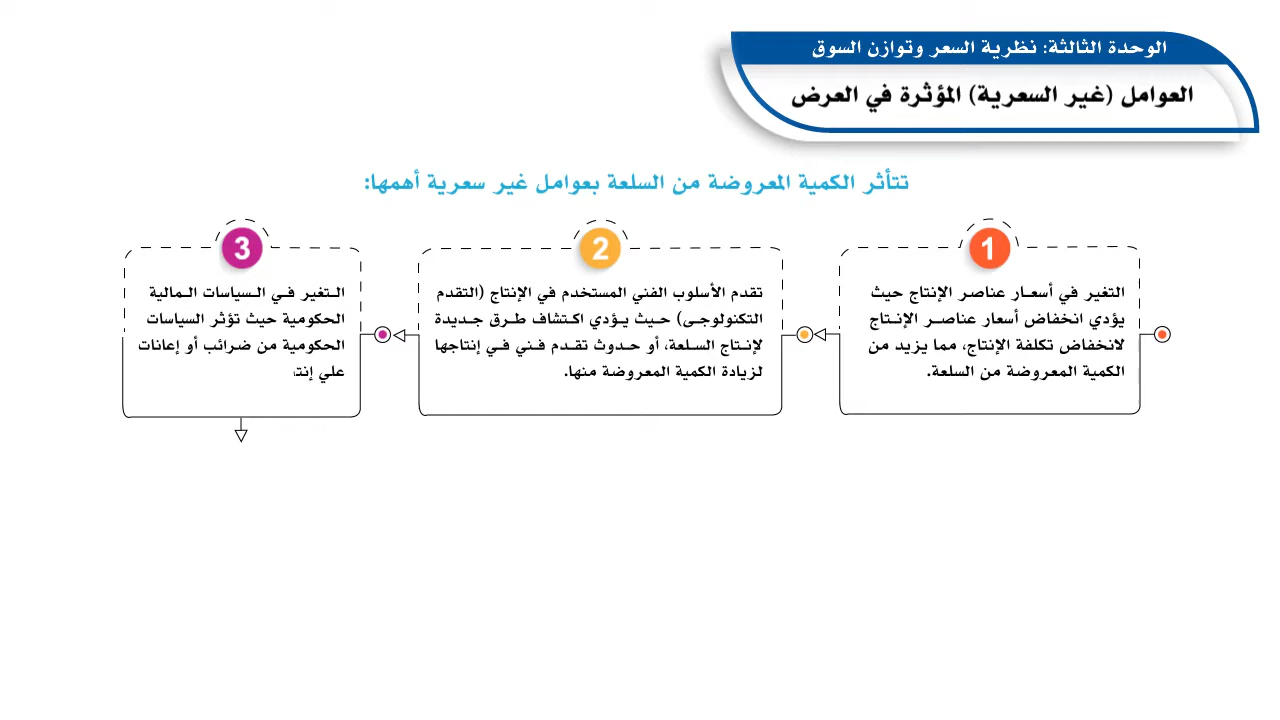 الوحدة الثالثة: نظرية السعر وتوازن السوق
العوامل (غير السعرية) المؤثرة في العرض
تتأثر الكمية المعروضة من السلعة بعوامل غير سعرية أهمها:
1
التغير في أسعار عناصر الإنتاج حيث
يؤدي انخفاض أسعار عناصر الإنتاج
لانخفاض تكلفة الإنتاج، مما يزيد من
الكمية المعروضة من السلعة.
2
تقدم الأسلوب الفني المستخدم في الإنتاج (التقدم
التكنولوجى) حيث يؤدي اكتشاف طرق جديدة
لإنتاج السلعة، أو حدوث تقدم فني في إنتاجها
لزيادة الكمية المعروضة منها.
3
التغير في السياسات المالية
الحكومية حيث تؤثر السياسات
الحكومية من ضرائب أو إعانات
علي